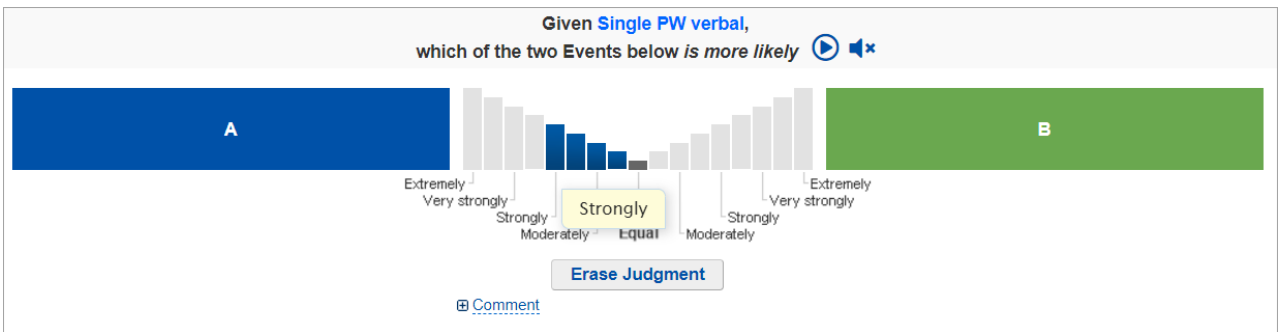 Given Single PW verbal,
which of the two Events below is more likely
A
B
Extremely
Extremely
Very strongly
Very strongly
Strongly
Strongly
Strongly
Moderately
Equal
Moderately
Erase Judgment
Comment